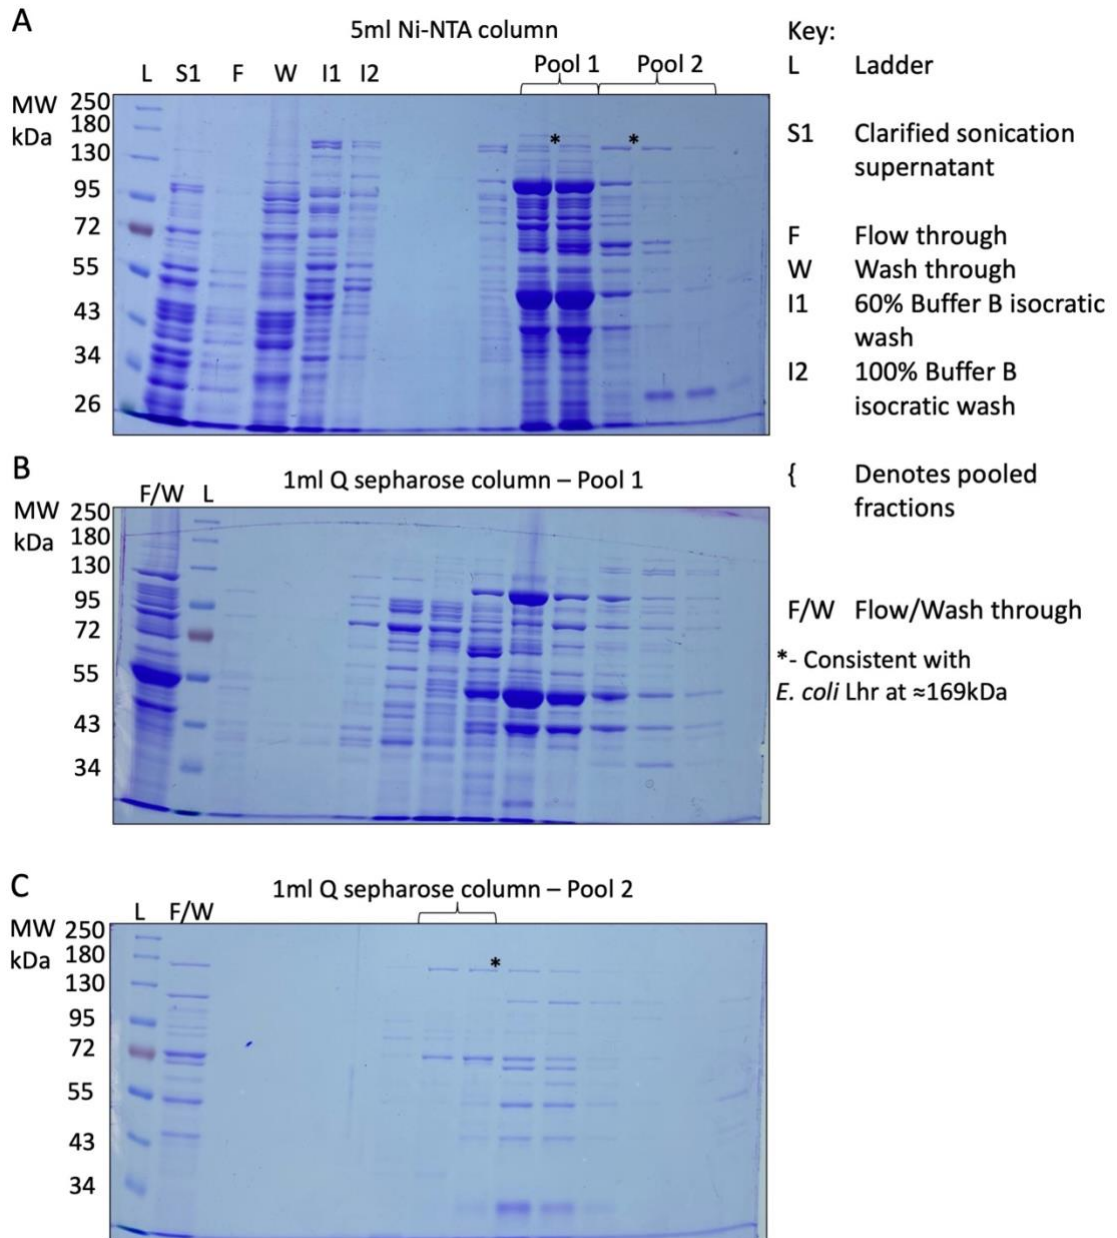 A
5ml Ni-NTA column
L S1 F W I1 I2 Pool 1 Pool 2
MW
kDa
250
180
130
95
72
55
43
34
26
* *
Key:
L Ladder
S1 Clarified sonication
supernatant
F Flow through
W Wash through
I1 60% Buffer B isocratic
wash
I2 100% Buffer B
isocratic wash
{ Denotes pooled
fractions
F/W Flow/Wash through
*- Consistent with
E. coli Lhr at ≈169kDa
B
1ml Q sepharose column – Pool 1
F/W L
MW
kDa
250
180
130
95
72
55
43
34
C
1ml Q sepharose column – Pool 2
L F/W
MW
kDa
250
180
130
95
72
55
43
34
*